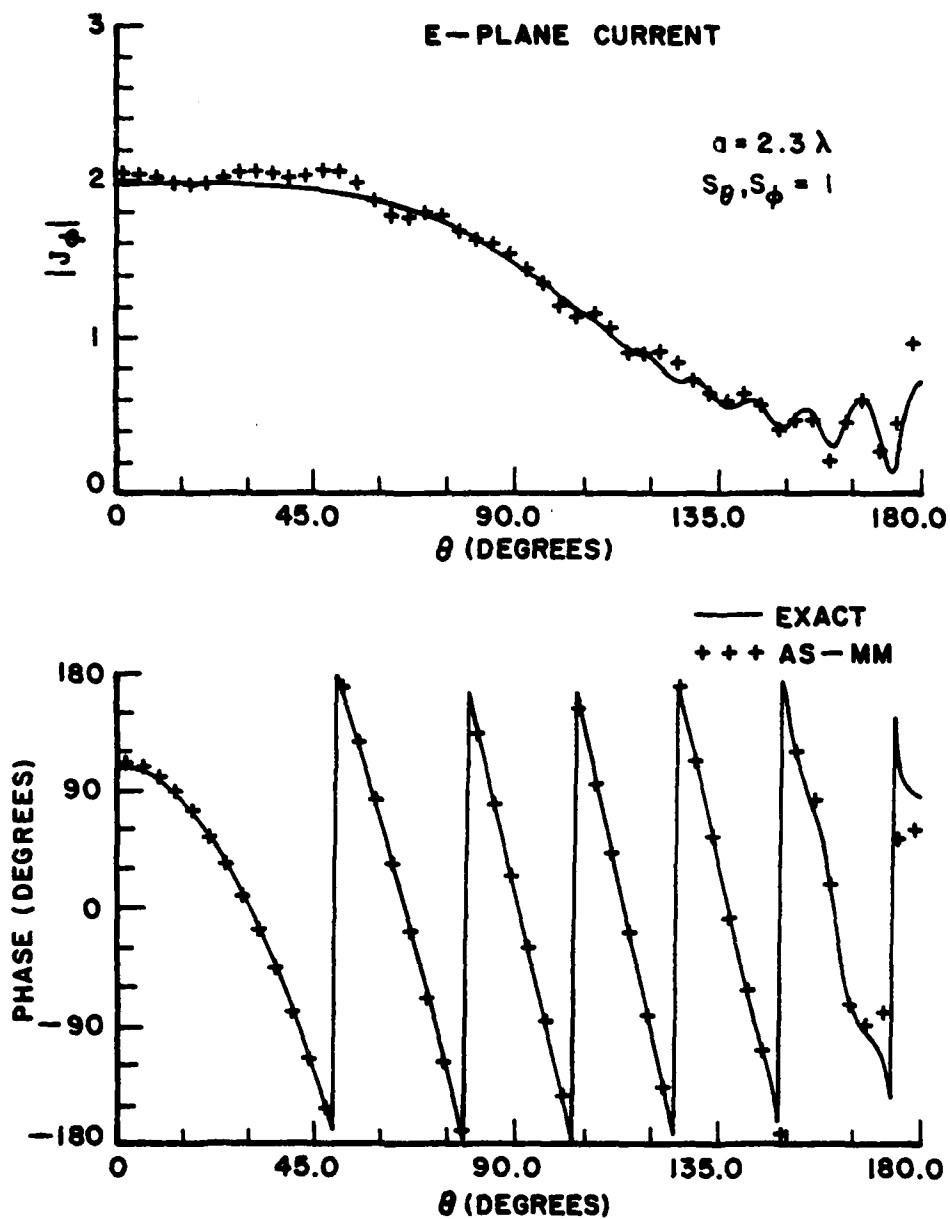 E-PLANE CURRENT
3
2
1
0
|Jϕ|
a = 2.3 λ
Sθ, Sϕ = 1
0 45.0 90.0 135.0 180.0
θ (DEGREES)
EXACT
+ + + AS-MM
180
90
0
-90
-180
PHASE (DEGREES)
0 45.0 90.0 135.0 180.0
θ (DEGREES)